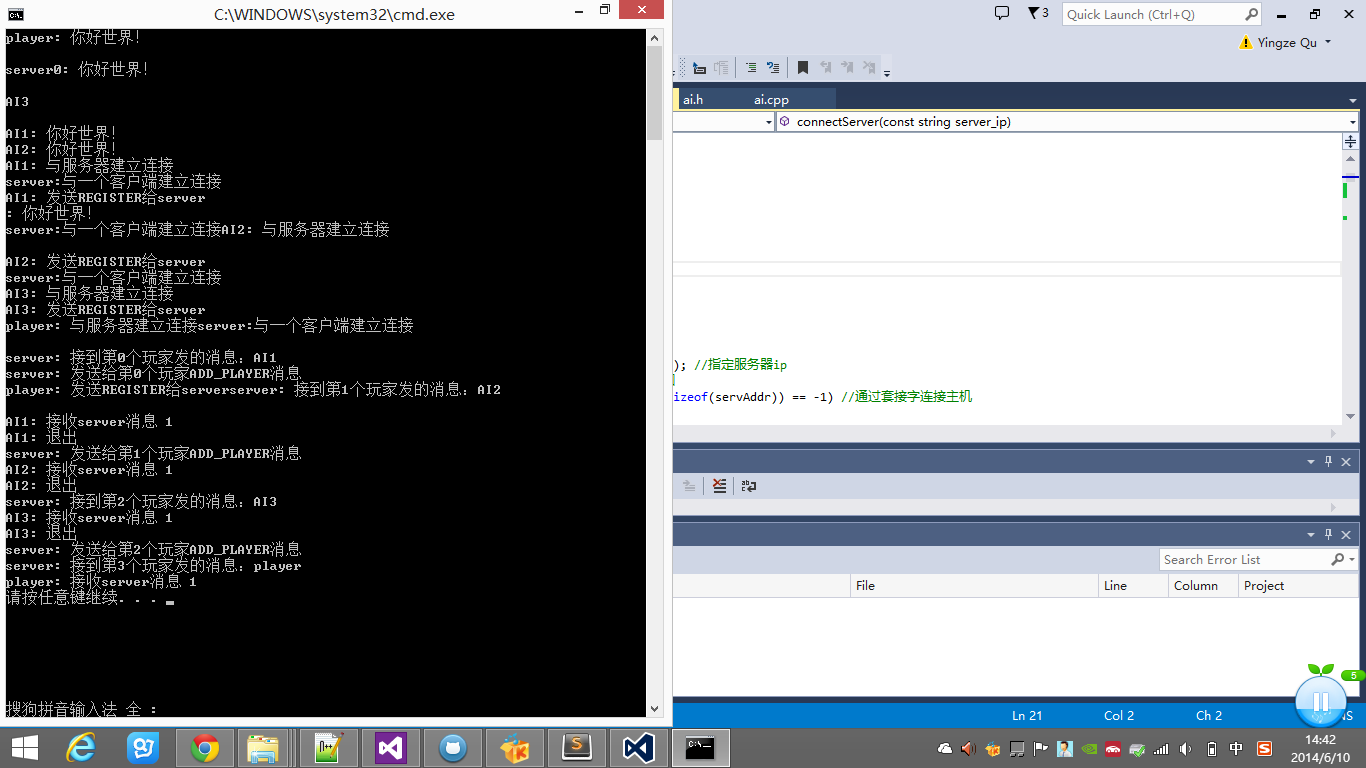 C:\WINDOWS\system32\cmd.exe
player: 你好世界!
server0: 你好世界!
AI3
AI1: 你好世界!
AI2: 你好世界!
AI1: 与服务器建立连接
server:与一个客户端建立连接
AI1: 发送REGISTER给server
: 你好世界!
server:与一个客户端建立连接AI2: 与服务器建立连接
AI2: 发送REGISTER给server
server:与一个客户端建立连接
AI3: 与服务器建立连接
AI3: 发送REGISTER给server
player: 与服务器建立连接server:与一个客户端建立连接
server: 接到第0个玩家发的消息：AI1
server: 发送给第0个玩家ADD_PLAYER消息
player: 发送REGISTER给serverserver: 接到第1个玩家发的消息：AI2
AI1: 接收server消息 1
AI1: 退出
server: 发送给第1个玩家ADD_PLAYER消息
AI2: 接收server消息 1
AI2: 退出
server: 接到第2个玩家发的消息：AI3
AI3: 接收server消息 1
AI3: 退出
server: 发送给第2个玩家ADD_PLAYER消息
server: 接到第3个玩家发的消息：player
player: 接收server消息 1
请按任意键继续. . .
搜狗拼音输入法 全 :
3
Quick Launch (Ctrl+Q)
Yingze Qu
ai.h ai.cpp
connectServer(const string server_ip)
); //指定服务器ip
izeof(servAddr)) == -1) //通过套接字连接主机
Search Error List
File Line Column Project
5
Ln 21 Col 2 Ch 2 NS
中
14:42
2014/6/10